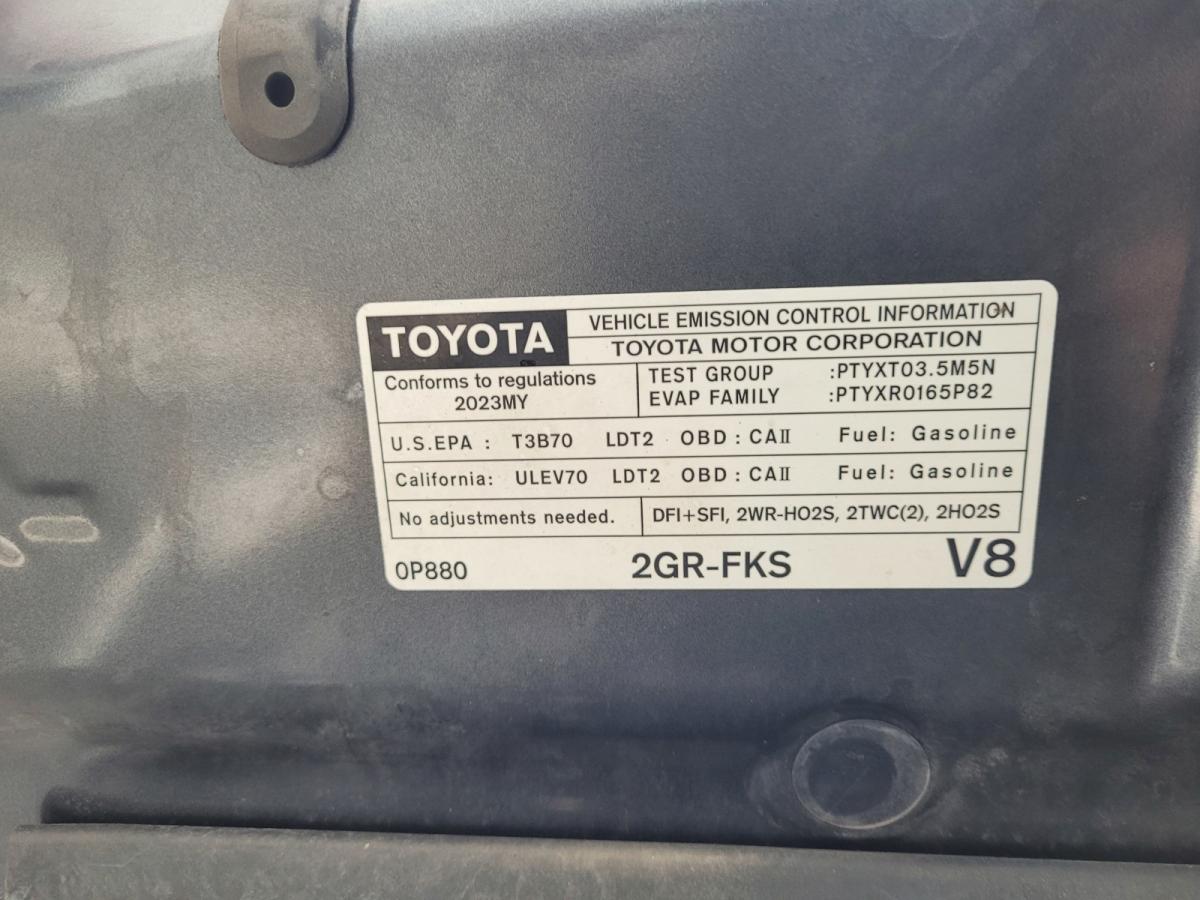 TOYOTA
VEHICLE EMISSION CONTROL INFORMATION
TOYOTA MOTOR CORPORATION
Conforms to regulations
2023MY
TEST GROUP :PTYXT03.5M5N
EVAP FAMILY :PTYXR0165P82
U.S.EPA : T3B70 LDT2 OBD : CAII Fuel: Gasoline
California: ULEV70 LDT2 OBD : CAII Fuel: Gasoline
No adjustments needed.
DFI+SFI, 2WR-HO2S, 2TWC(2), 2HO2S
0P880 2GR-FKS V8